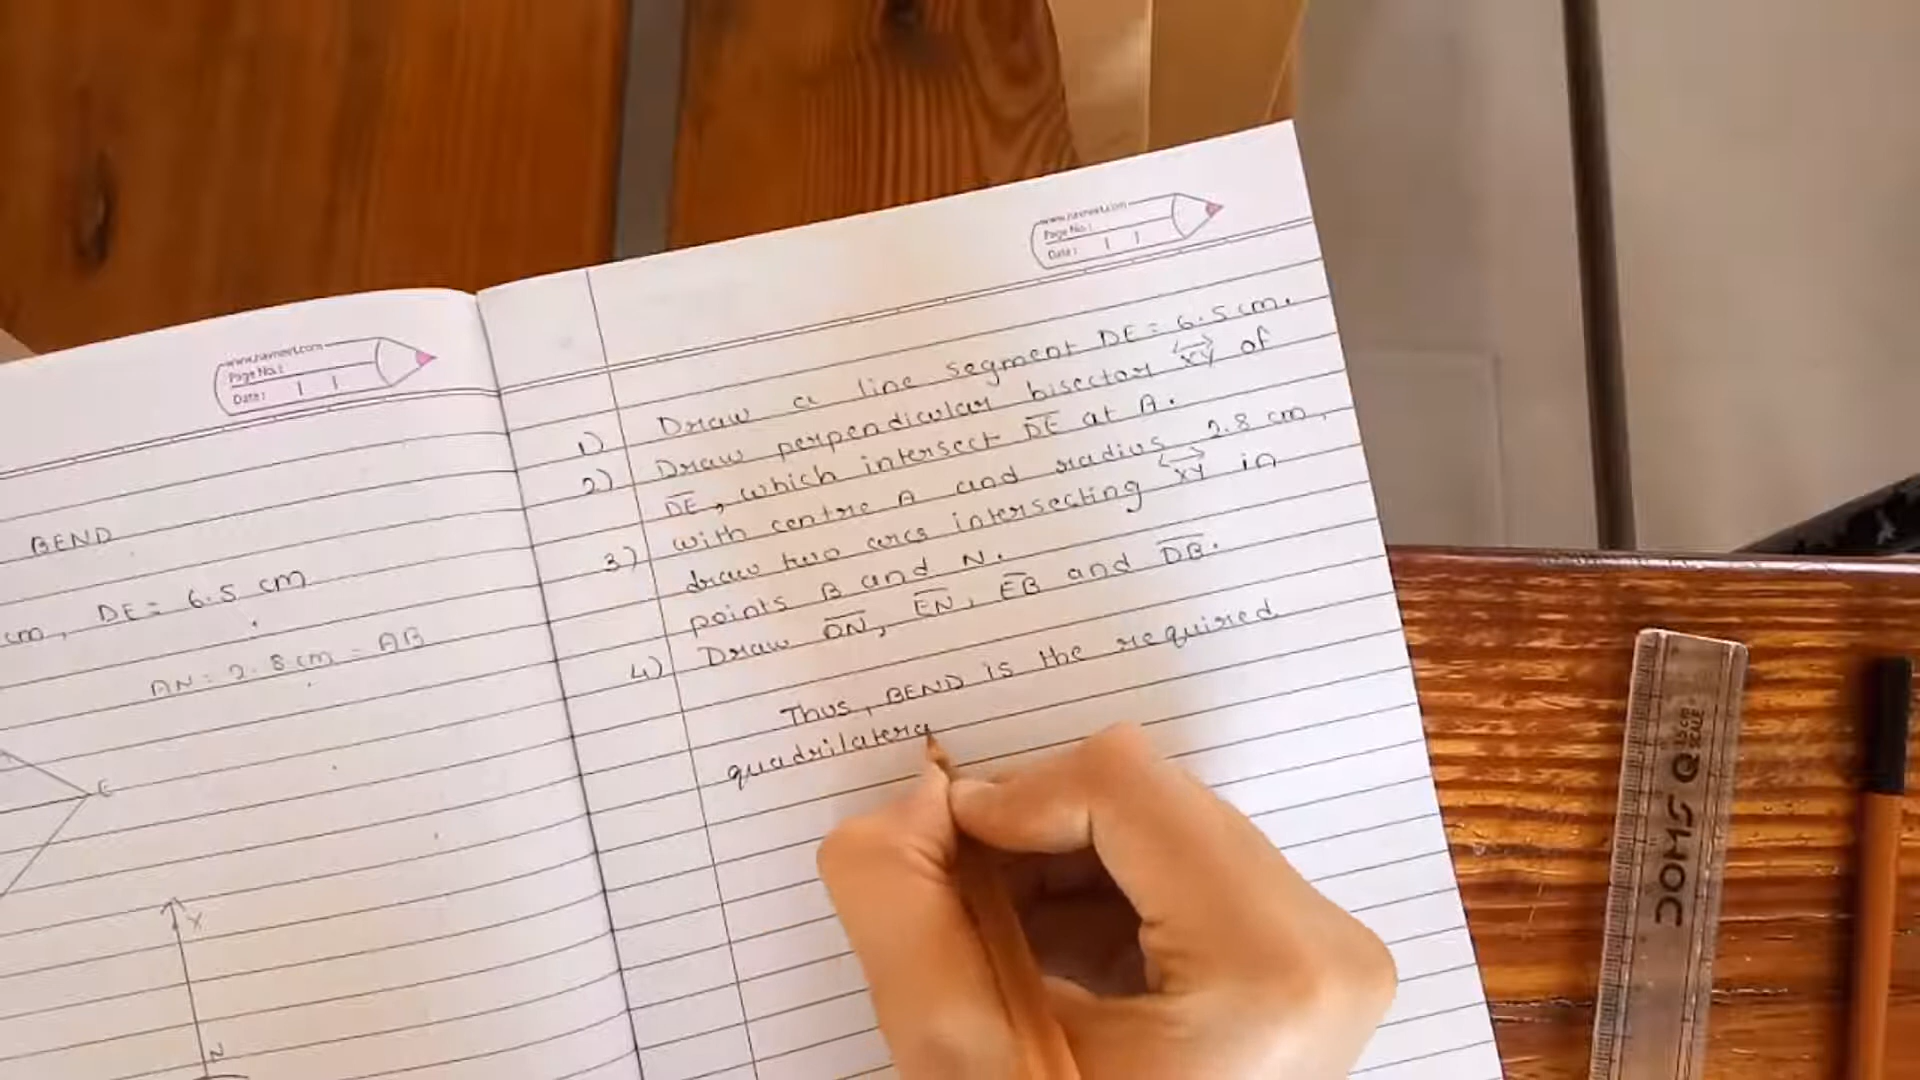 www.navneet.com
Page No.:
Date:
BEND
cm, DE = 6.5 cm
AN = 2.8 cm = AB
E
X
N
www.navneet.com
Page No.:
Date:
1) Draw a line segment DE = 6.5 cm.
2) Draw perpendicular bisector XY of
DE, which intersect DE at A.
3) with centre A and radius 2.8 cm,
draw two arcs intersecting XY in
points B and N.
4) Draw DN, EN, EB and DB.
Thus, BEND is the required
quadrilatera
DOMS Q
15 cm
SCALE